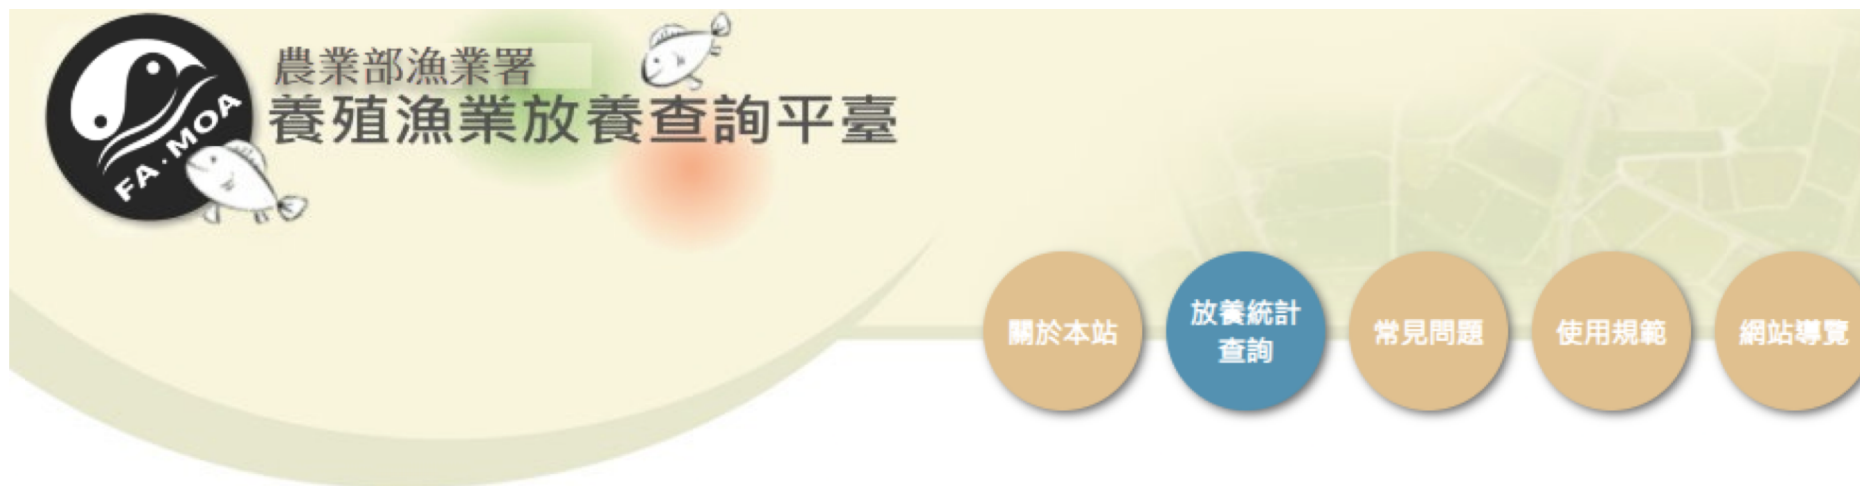 農業部漁業署
養殖漁業放養查詢平臺
FA·MOA
關於本站
放養統計
查詢
常見問題
使用規範
網站導覽